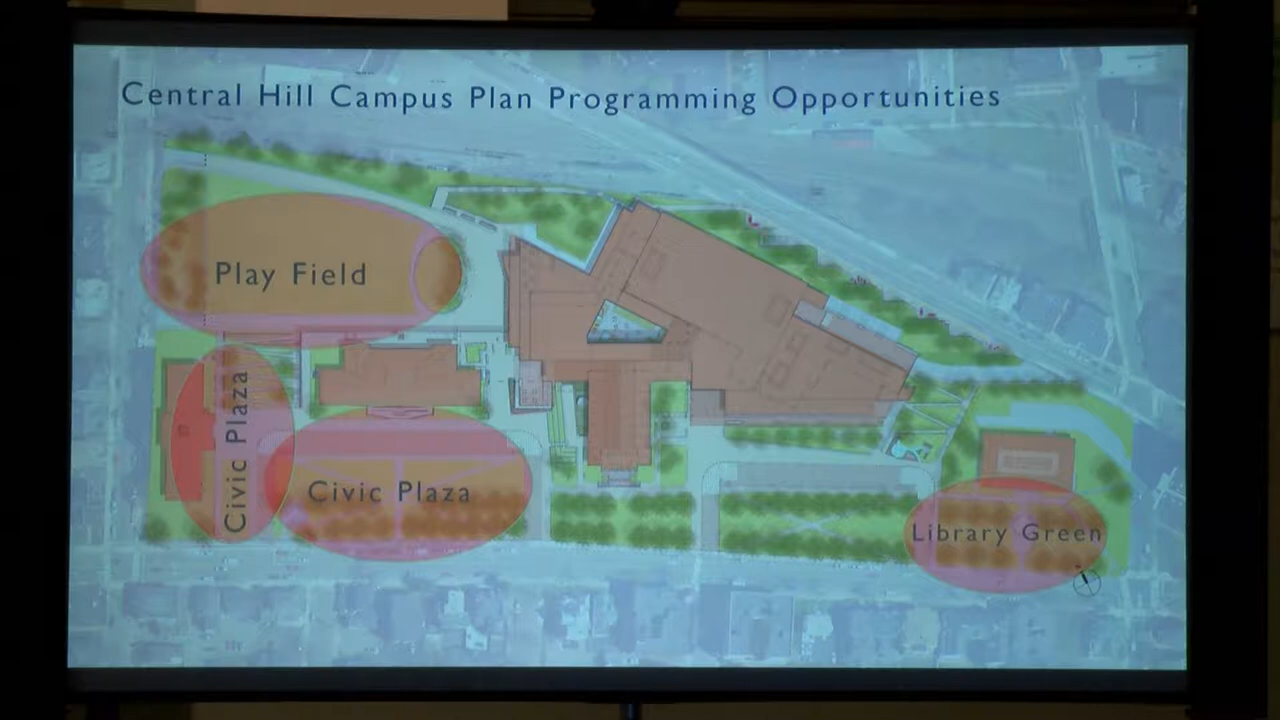 Central Hill Campus Plan Programming Opportunities
Play Field
Civic Plaza
Civic Plaza
Library Green